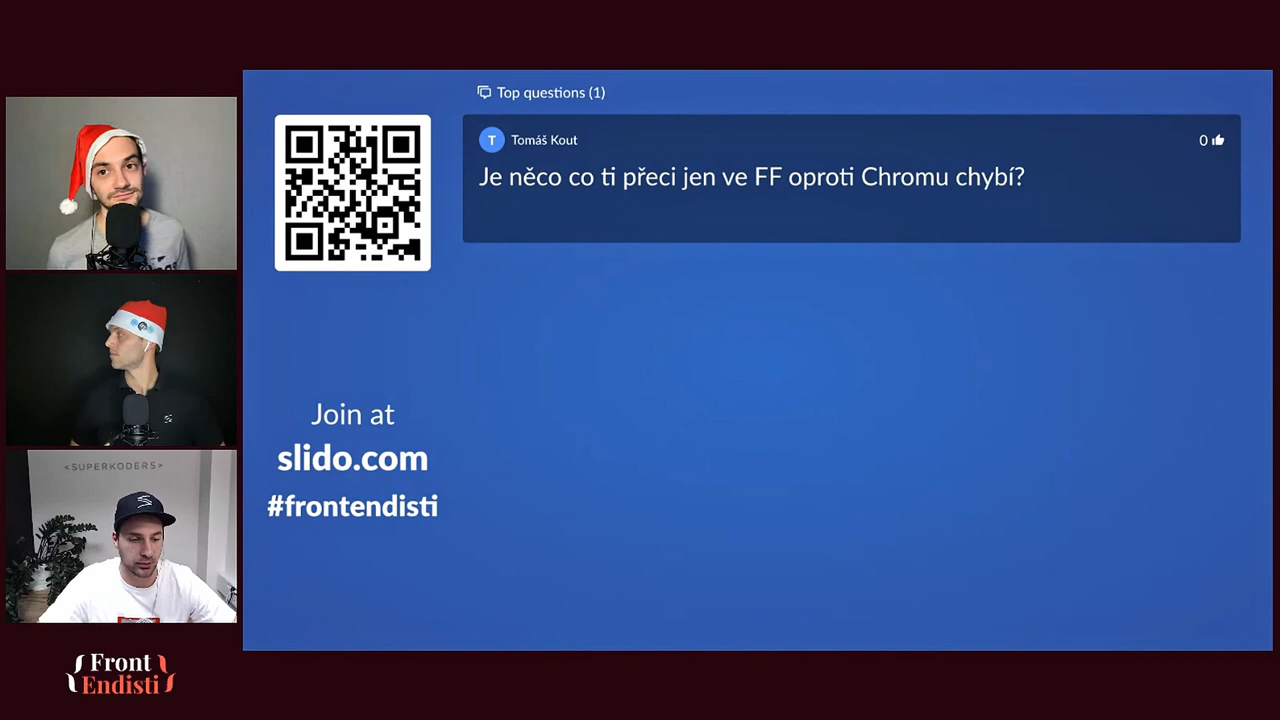 Top questions (1)
T
Tomáš Kout
0
Je něco co ti přeci jen ve FF oproti Chromu chybí?
Join at
slido.com
#frontendisti
<SUPERKODERS>
Front
Endisti